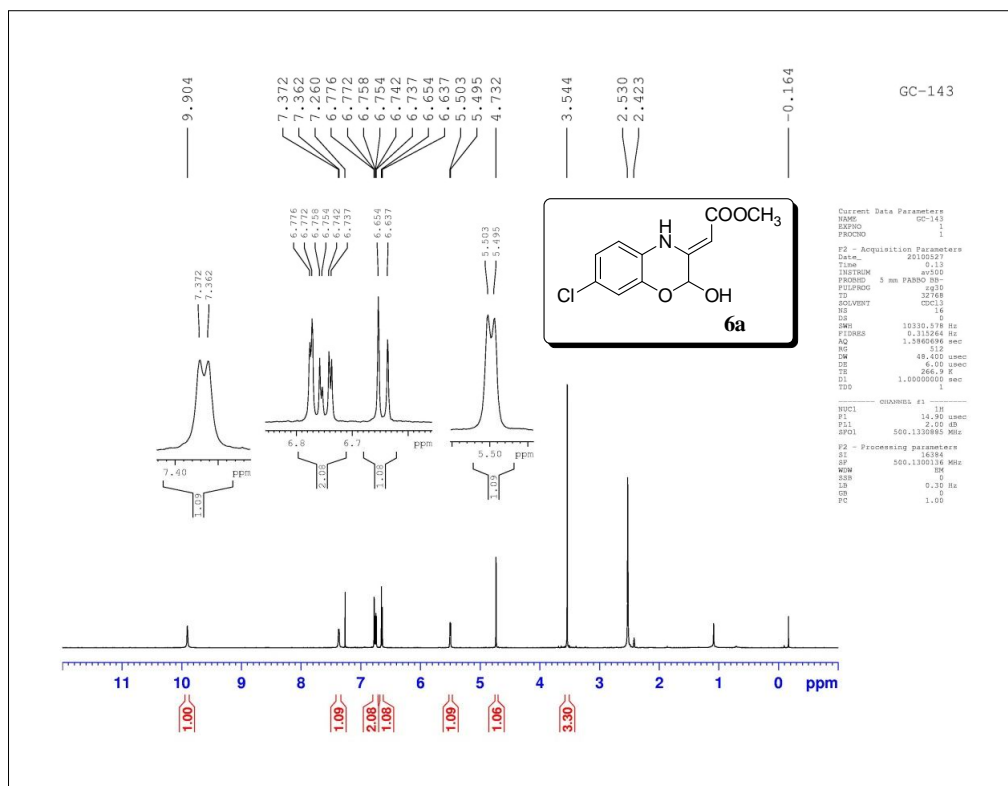 9.904
7.372
7.362
7.260
6.776
6.772
6.758
6.754
6.742
6.737
6.654
6.637
5.503
5.495
4.732
3.544
2.530
2.423
-0.164
GC-143
7.372
7.362
6.776
6.772
6.758
6.754
6.742
6.737
6.654
6.637
5.503
5.495
COOCH3
NH
Cl
O
OH
6a
7.40 ppm
6.8 6.7 ppm
5.50 ppm
1.09
2.08
1.08
1.09
Current Data Parameters
NAME GC-143
EXPNO 1
PROCNO 1
F2 - Acquisition Parameters
Date_ 20100527
Time 0.13
INSTRUM av500
PROBHD 5 mm PABBO BB-
PULPROG zg30
TD 32768
SOLVENT CDCl3
NS 16
DS 0
SWH 10330.578 Hz
FIDRES 0.315264 Hz
AQ 1.5860696 sec
RG 512
DW 48.400 usec
DE 6.00 usec
TE 266.9 K
D1 1.00000000 sec
TD0 1
======== CHANNEL f1 ========
NUC1 1H
P1 14.90 usec
PL1 2.00 dB
SFO1 500.1330885 MHz
F2 - Processing parameters
SI 16384
SF 500.1300136 MHz
WDW EM
SSB 0
LB 0.30 Hz
GB 0
PC 1.00
11 10 9 8 7 6 5 4 3 2 1 0 ppm
1.00
1.09
2.08
1.08
1.09
1.06
3.30